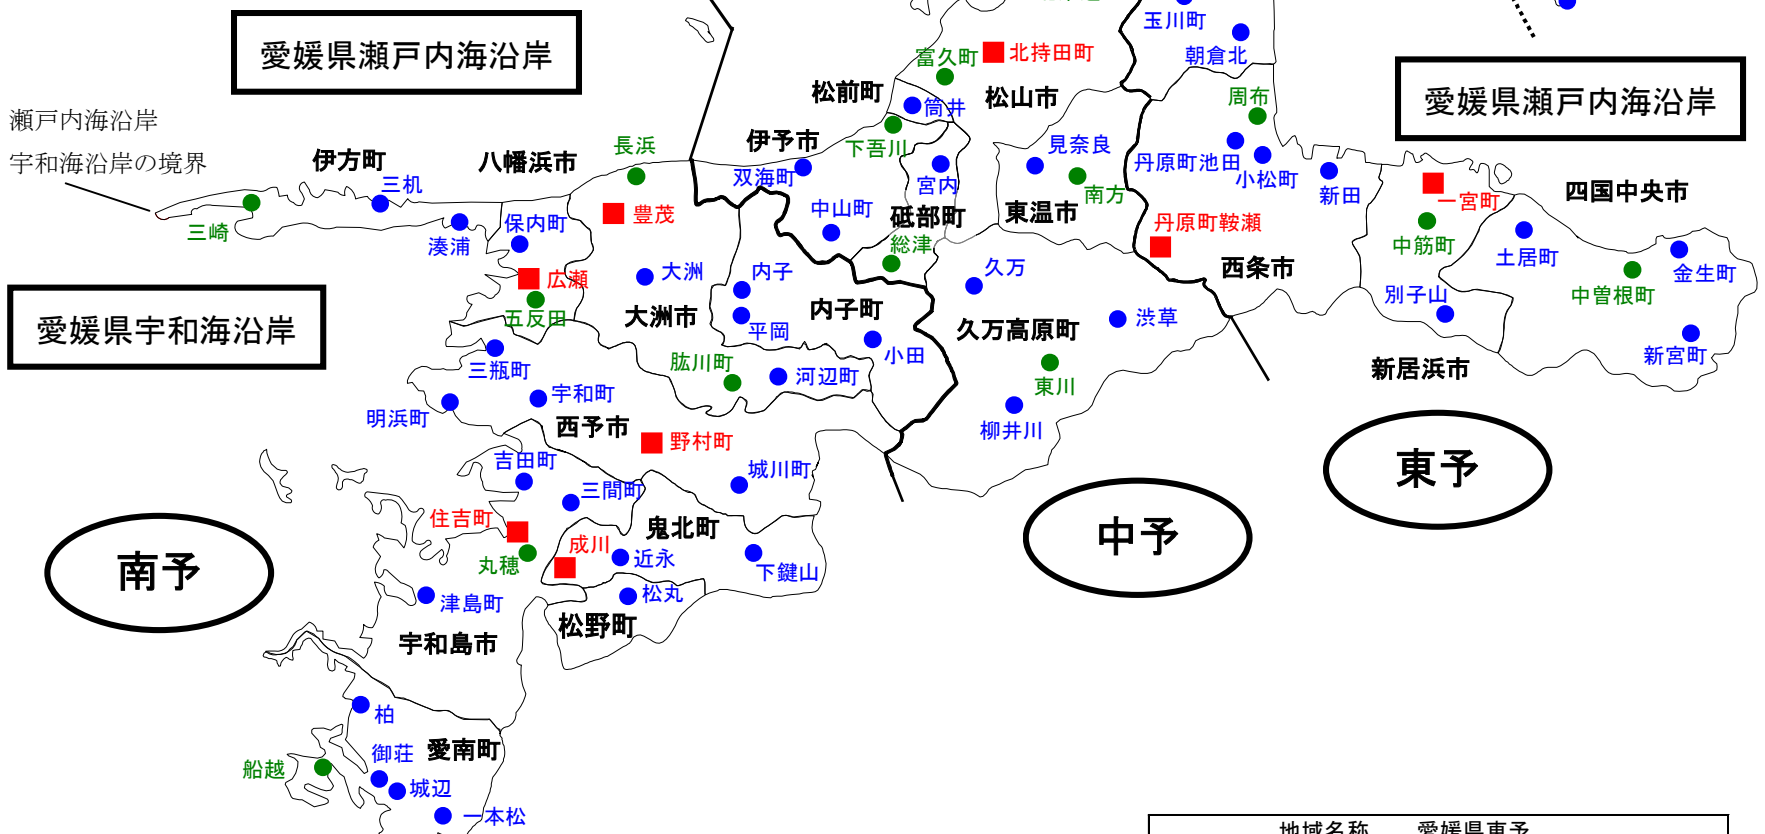 玉川町
朝倉北
愛媛県瀬戸内海沿岸
富久町
北持田町
松前町
筒井
松山市
周布
愛媛県瀬戸内海沿岸
瀬戸内海沿岸
宇和海沿岸の境界
伊方町
八幡浜市
長浜
伊予市
下吾川
見奈良
丹原町池田
小松町
三机
双海町
宮内
南方
新田
一宮町
四国中央市
三崎
湊浦
保内町
豊茂
中山町
砥部町
東温市
丹原町鞍瀬
総津
中筋町
土居町
広瀬
大洲
内子
久万
西条市
金生町
五反田
大洲市
平岡
内子町
久万高原町
渋草
別子山
中曽根町
愛媛県宇和海沿岸
三瓶町
肱川町
河辺町
小田
東川
新居浜市
新宮町
明浜町
宇和町
西予市
野村町
柳井川
吉田町
三間町
城川町
東予
住吉町
成川
鬼北町
中予
南予
丸穂
近永
下鍵山
津島町
松丸
宇和島市
松野町
柏
御荘
愛南町
船越
城辺
一本松
地域名称 愛媛県東予